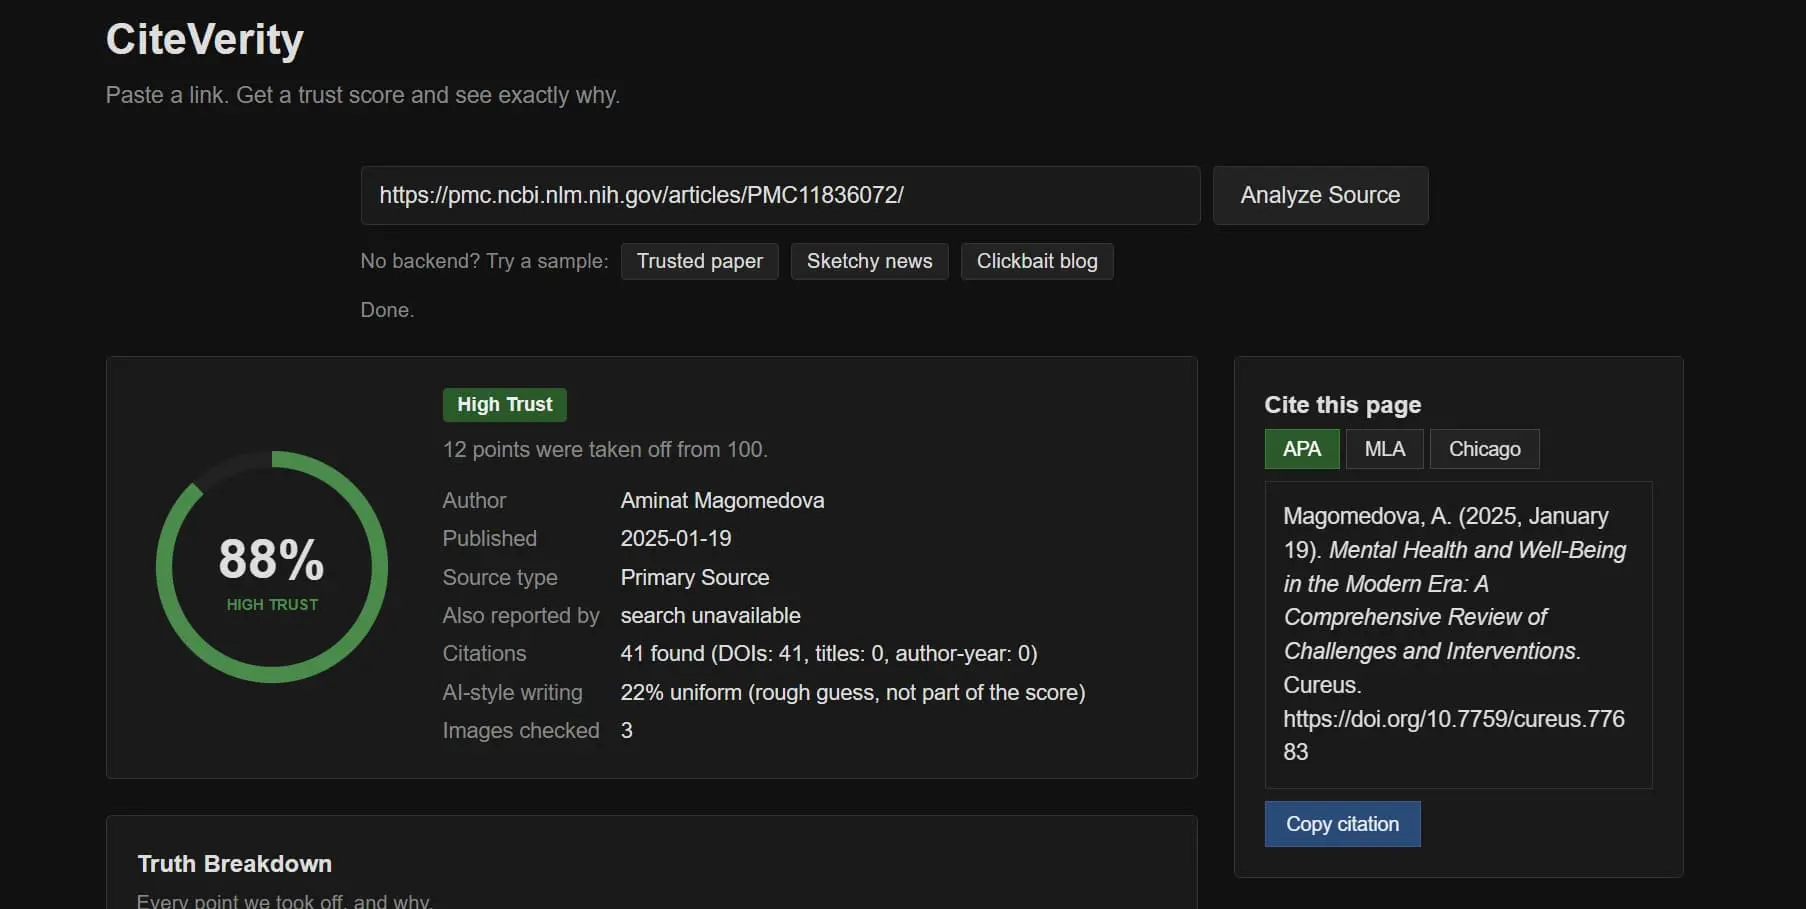 CiteVerity
Paste a link. Get a trust score and see exactly why.
https://pmc.ncbi.nlm.nih.gov/articles/PMC11836072/
Analyze Source
No backend? Try a sample:
Trusted paper
Sketchy news
Clickbait blog
Done.
88%
HIGH TRUST
High Trust
12 points were taken off from 100.
Author Aminat Magomedova
Published 2025-01-19
Source type Primary Source
Also reported by search unavailable
Citations 41 found (DOIs: 41, titles: 0, author-year: 0)
AI-style writing 22% uniform (rough guess, not part of the score)
Images checked 3
Cite this page
APA
MLA
Chicago
Magomedova, A. (2025, January
19). Mental Health and Well-Being
in the Modern Era: A
Comprehensive Review of
Challenges and Interventions.
Cureus.
https://doi.org/10.7759/cureus.776
83
Copy citation
Truth Breakdown
Every point we took off, and why.